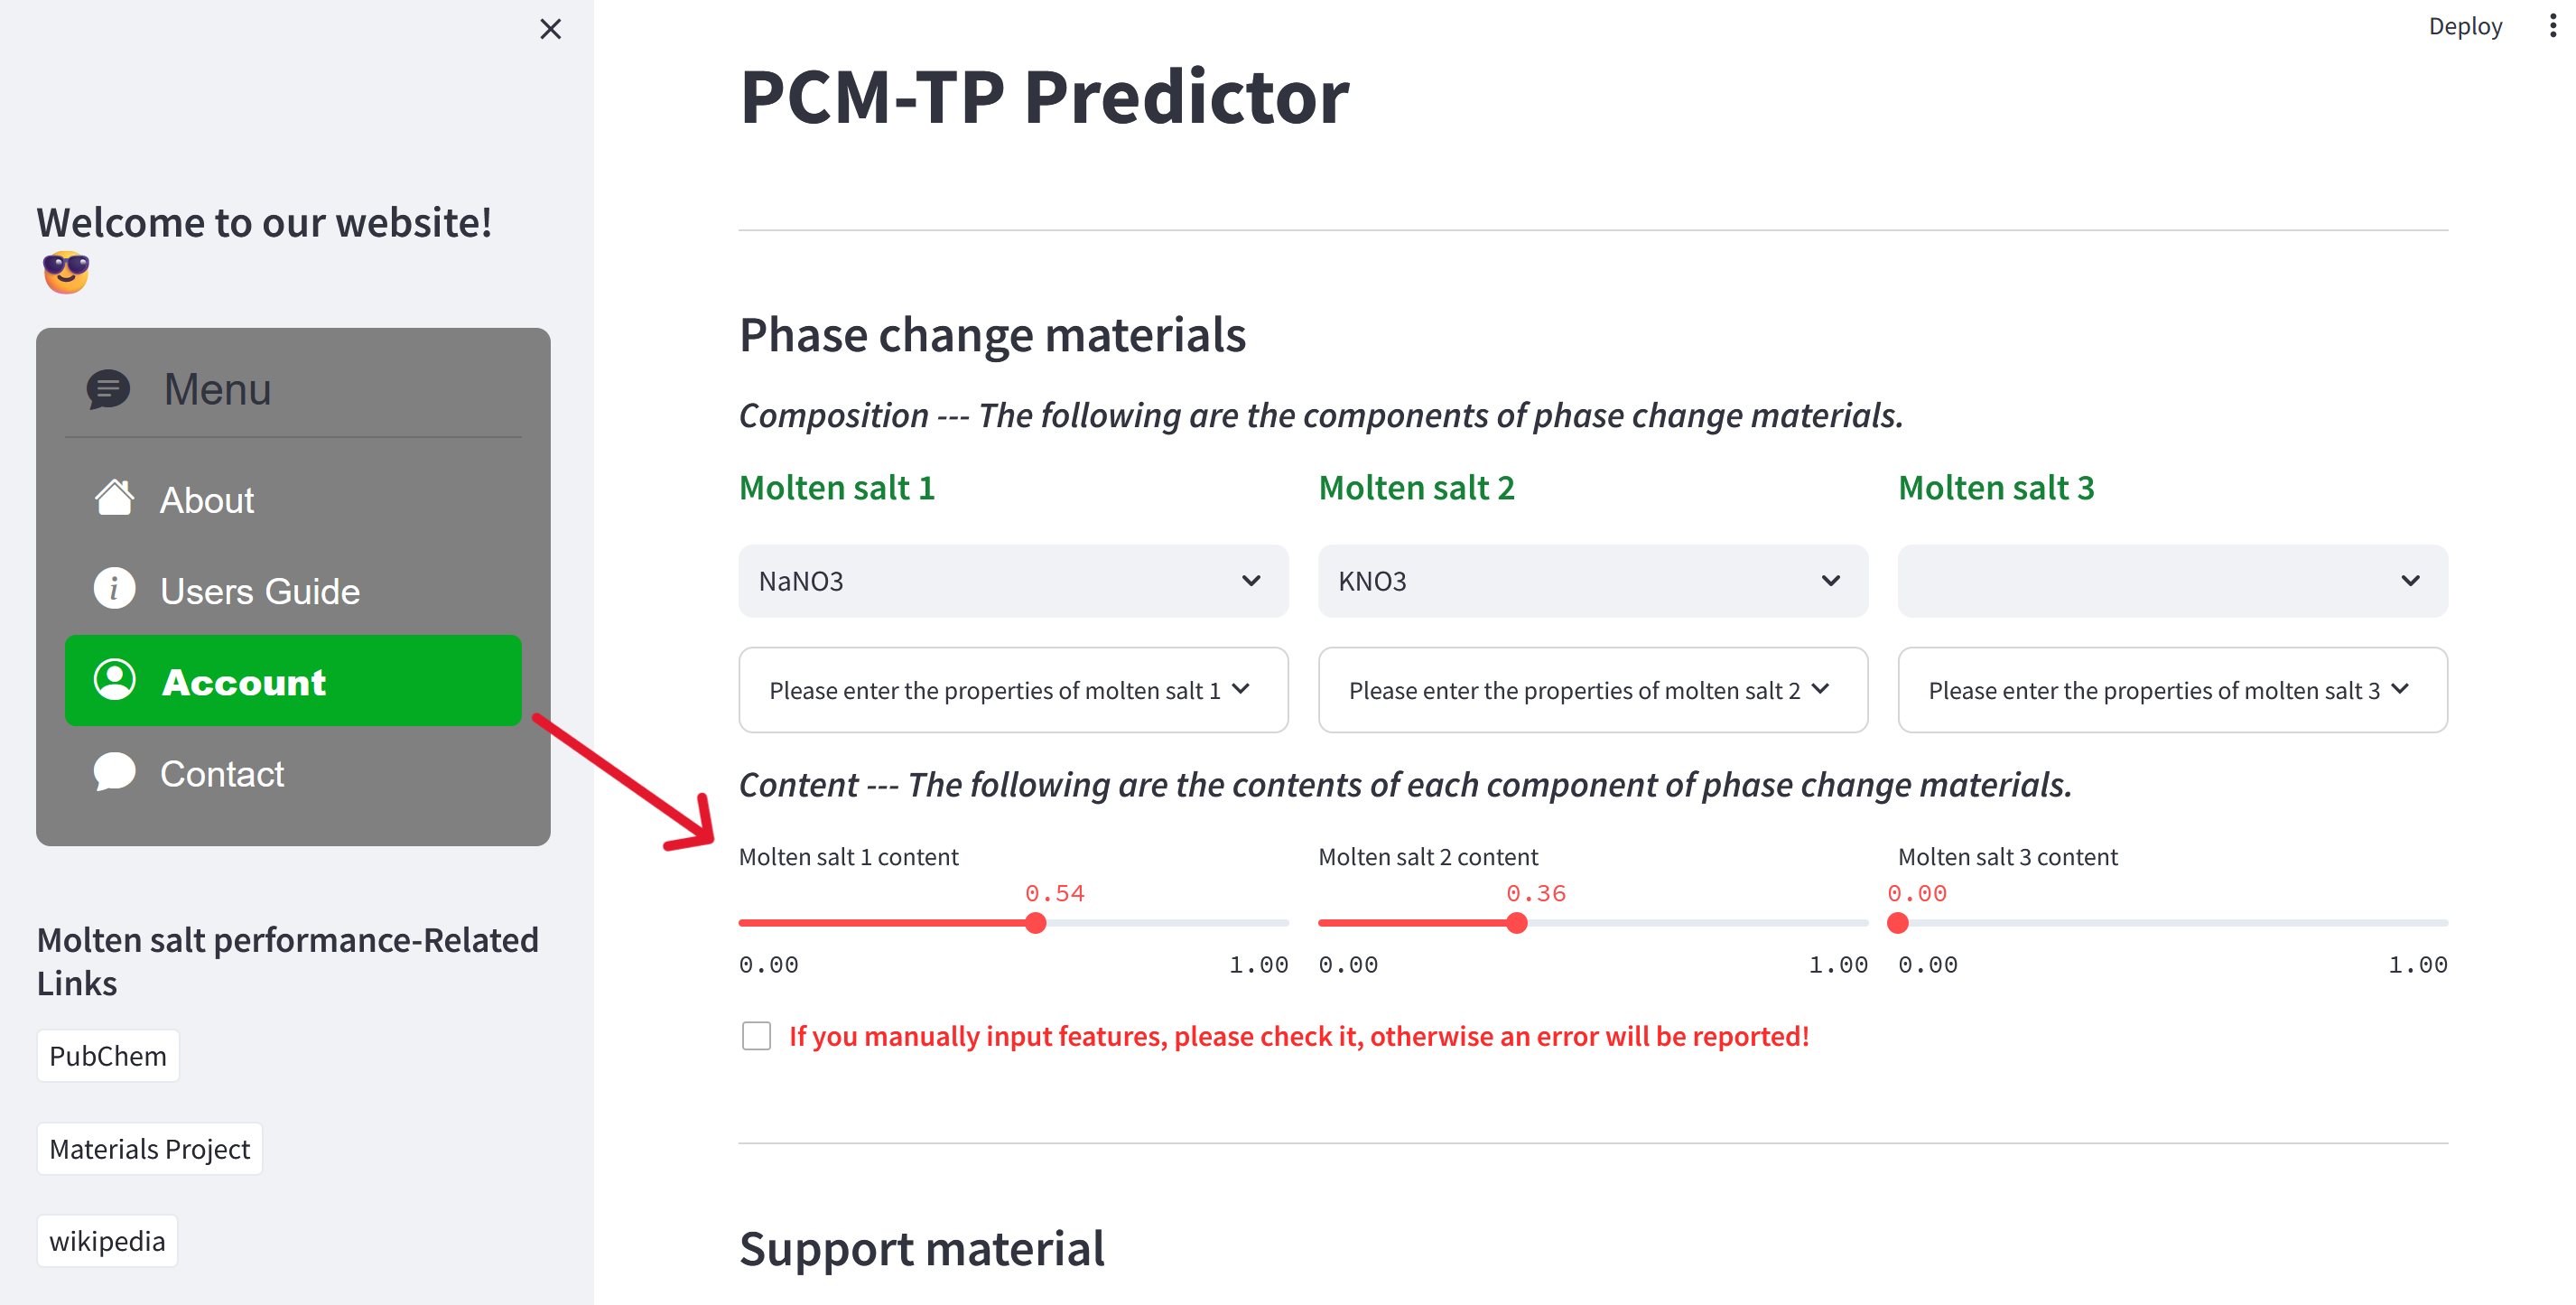 Deploy
Welcome to our website!
😎
Menu
About
Users Guide
Account
Contact
Molten salt performance-Related
Links
PubChem
Materials Project
wikipedia
PCM-TP Predictor
Phase change materials
Composition --- The following are the components of phase change materials.
Molten salt 1 Molten salt 2 Molten salt 3
NaNO3 KNO3
Please enter the properties of molten salt 1 Please enter the properties of molten salt 2 Please enter the properties of molten salt 3
Content --- The following are the contents of each component of phase change materials.
Molten salt 1 content Molten salt 2 content Molten salt 3 content
0.54 0.36 0.00
0.00 1.00 0.00 1.00 0.00 1.00
If you manually input features, please check it, otherwise an error will be reported!
Support material